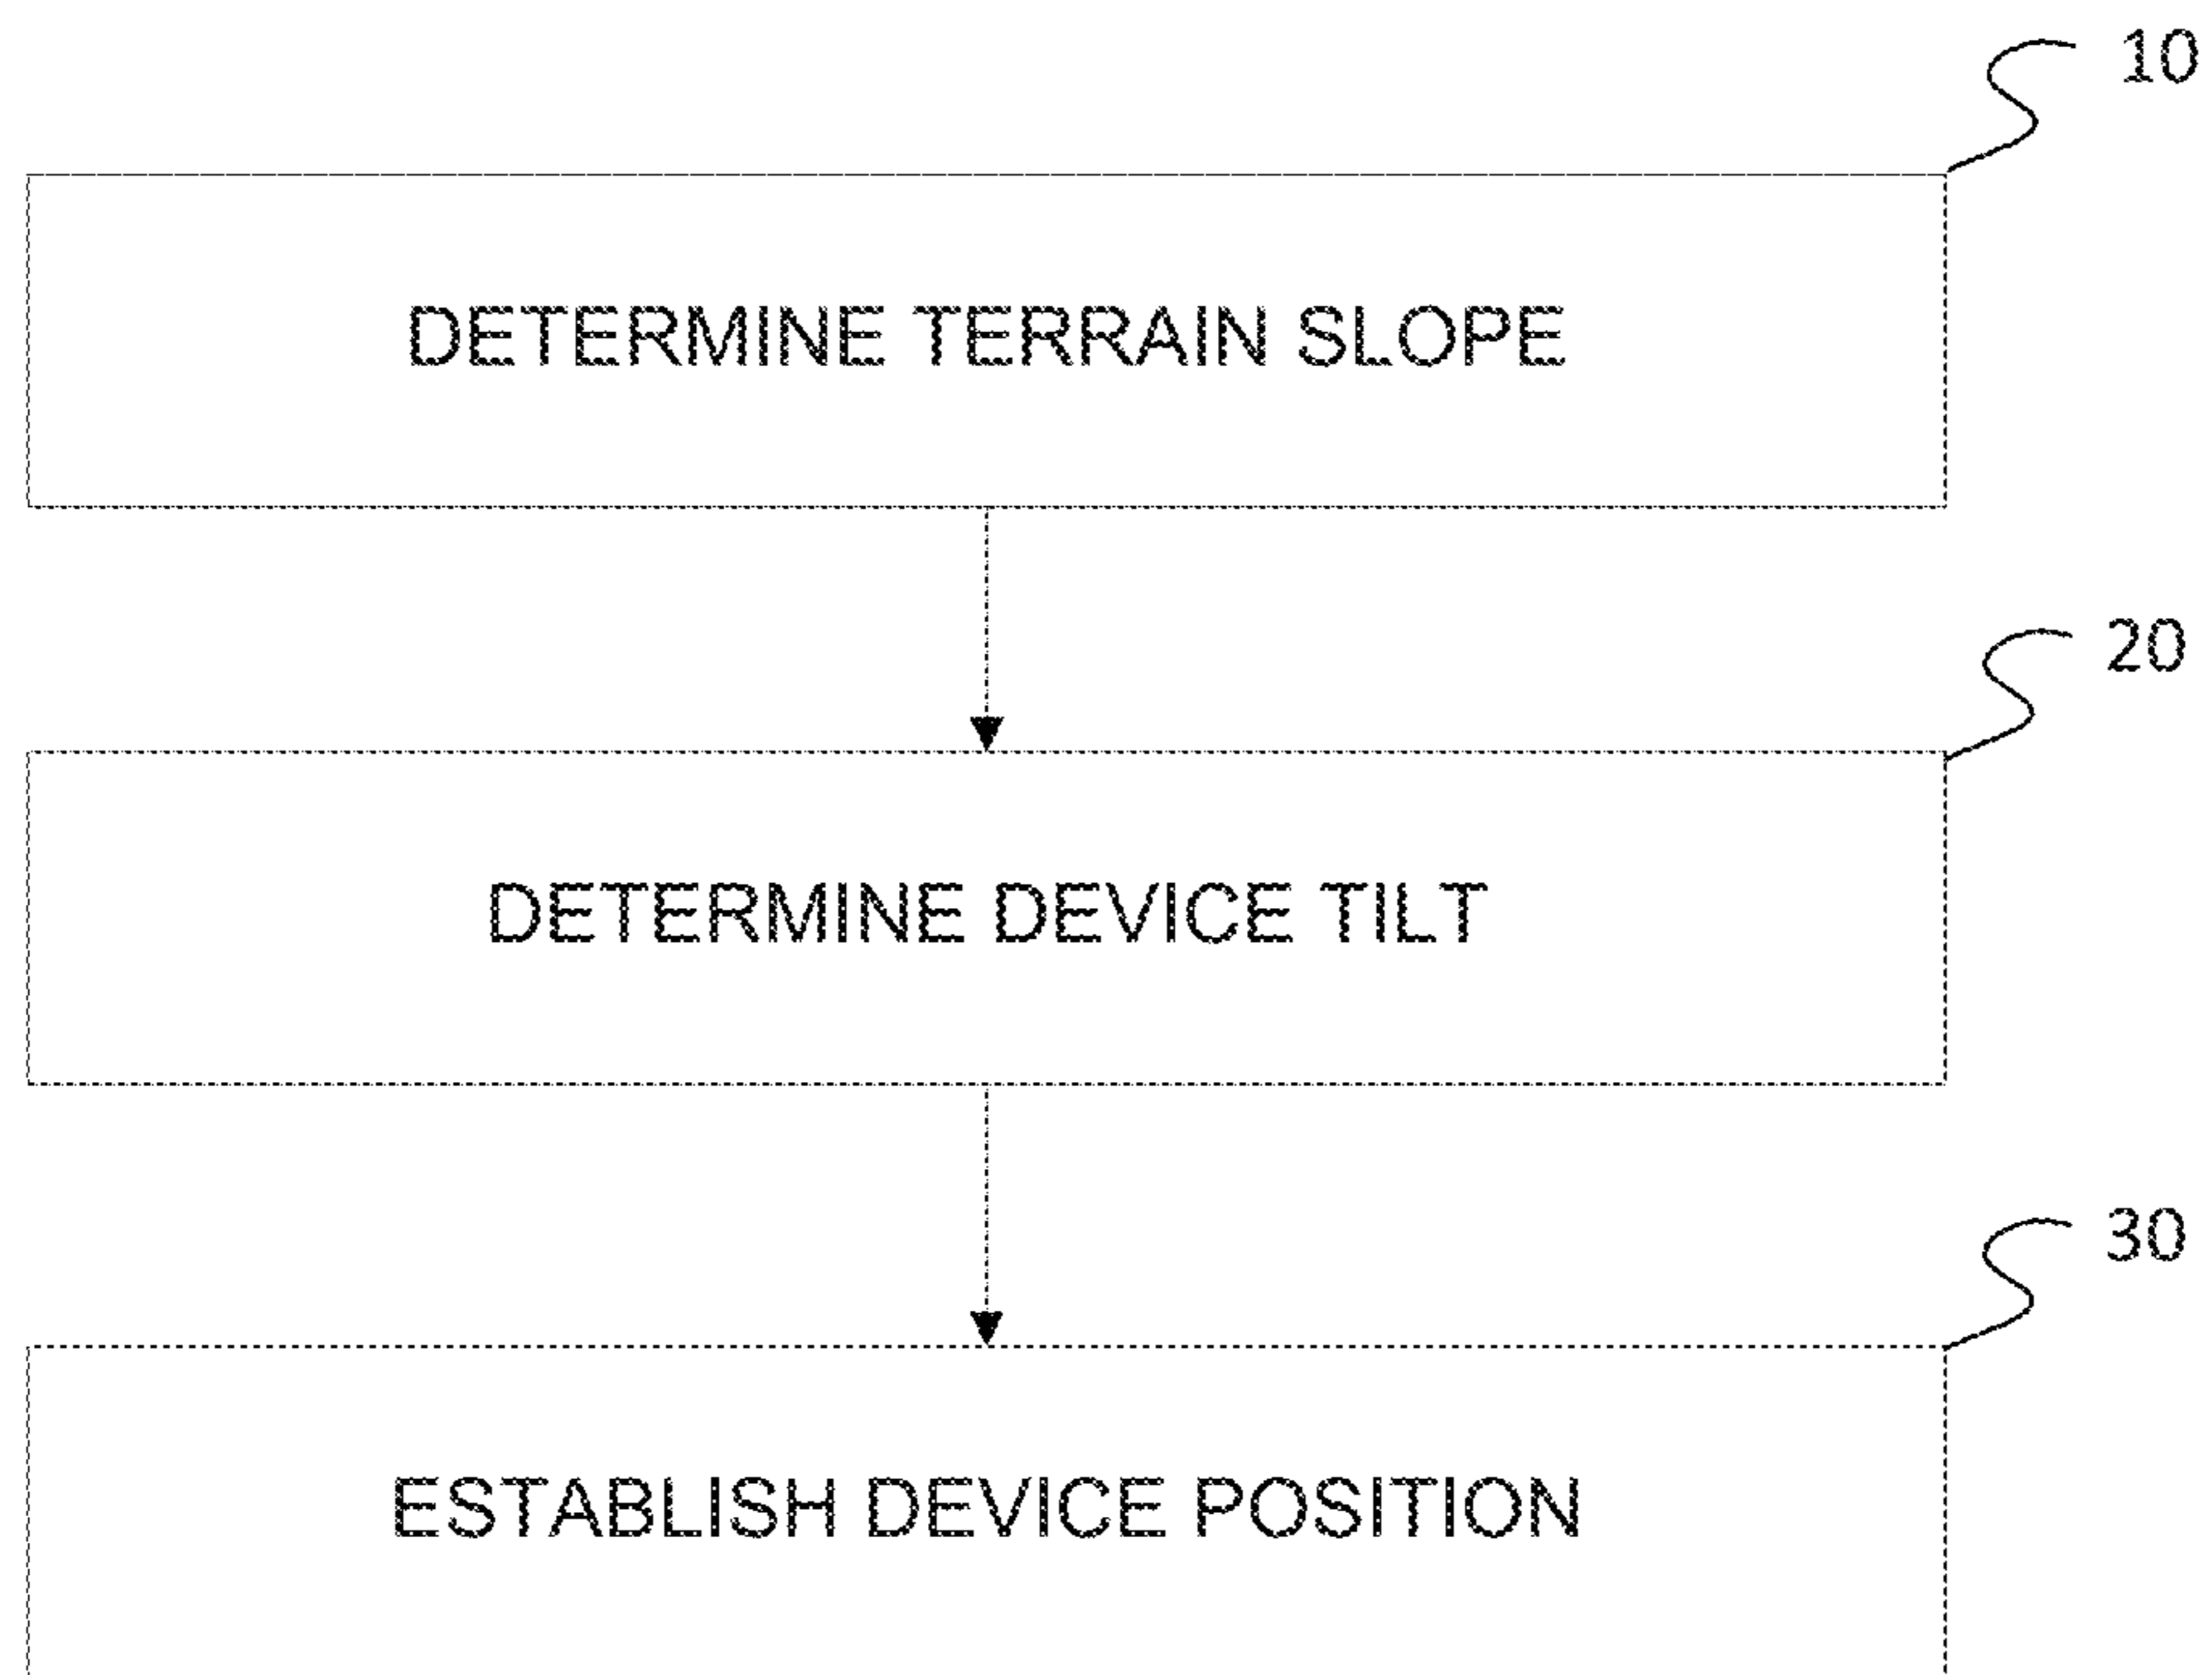 10
DETERMINE TERRAIN SLOPE
20
DETERMINE DEVICE TILT
30
ESTABLISH DEVICE POSITION